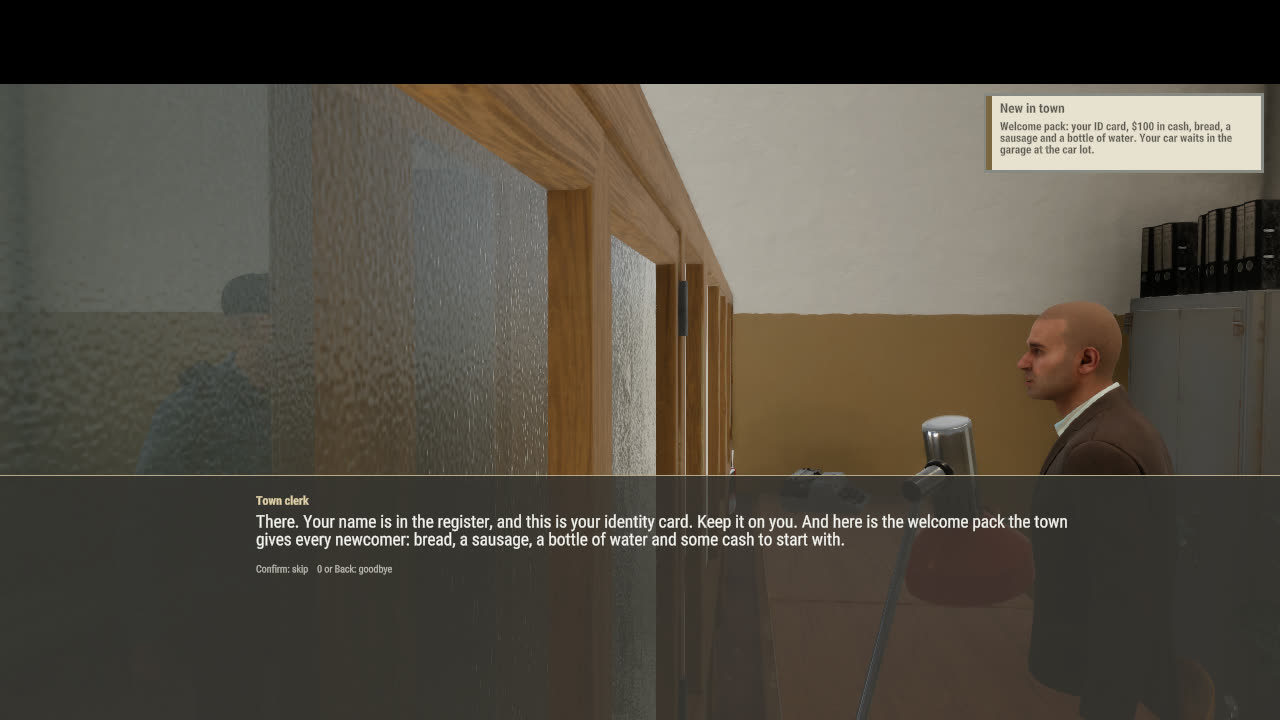 New in town
Welcome pack: your ID card, $100 in cash, bread, a
sausage and a bottle of water. Your car waits in the
garage at the car lot.
Town clerk
There. Your name is in the register, and this is your identity card. Keep it on you. And here is the welcome pack the town
gives every newcomer: bread, a sausage, a bottle of water and some cash to start with.
Confirm: skip    0 or Back: goodbye